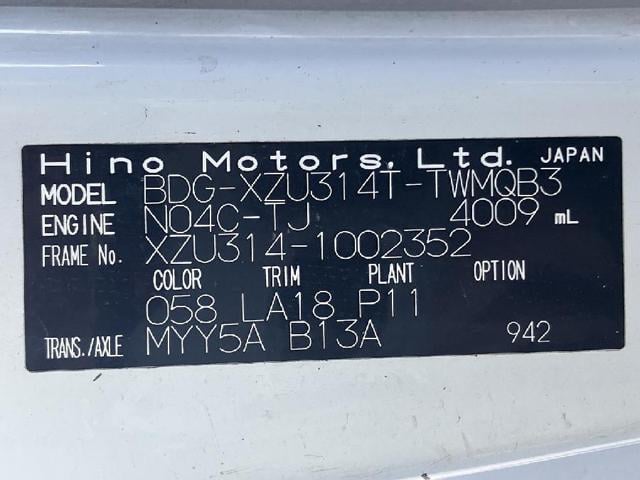 Hino Motors, Ltd. JAPAN
MODEL BDG-XZU314T-TWMQB3
ENGINE N04C-TJ 4009 mL
FRAME No. XZU314-1002352
COLOR TRIM PLANT OPTION
058 LA18 P11
TRANS./AXLE MYY5A B13A 942